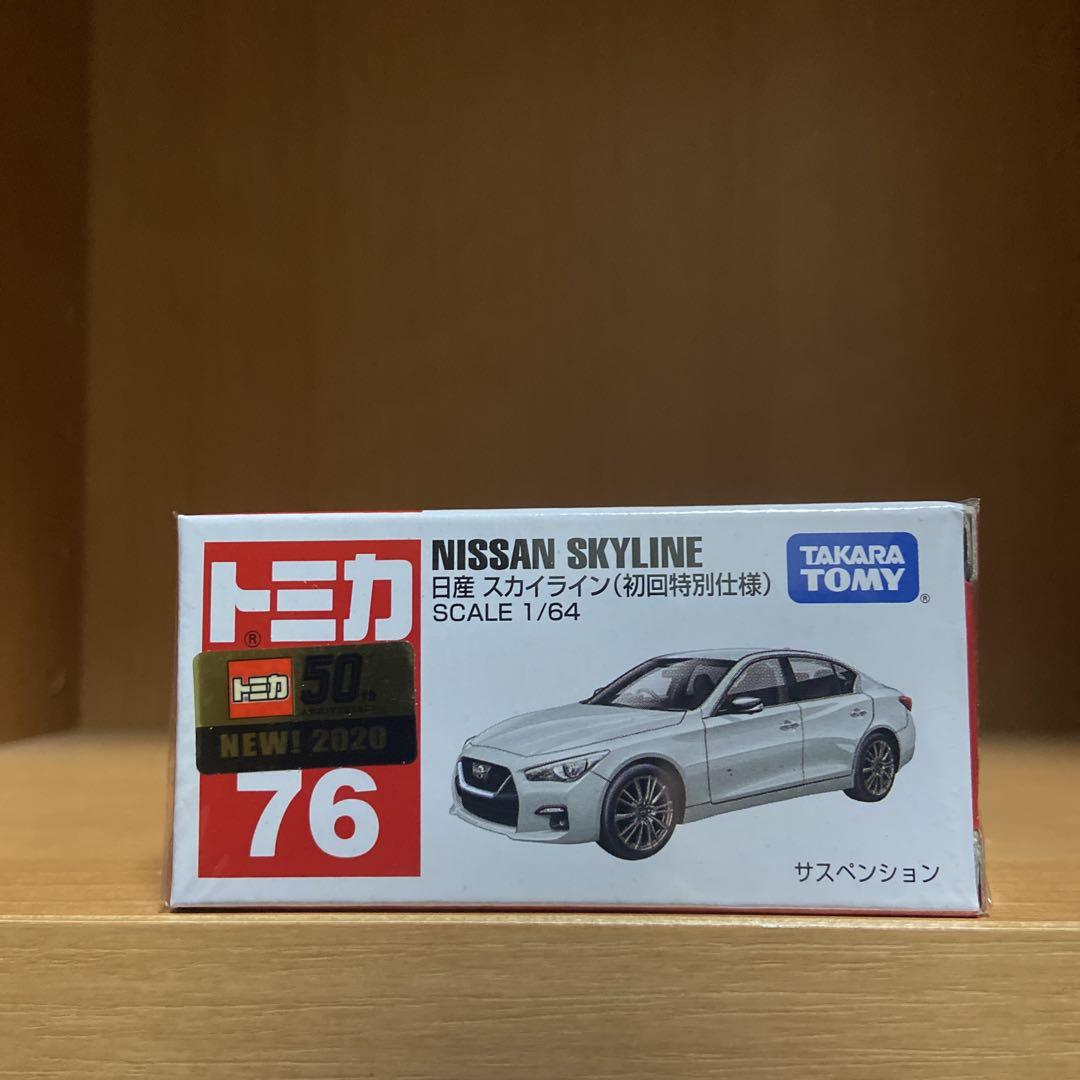 トミカ
®
トミカ 50th
NEW! 2020
76
NISSAN SKYLINE
日産 スカイライン(初回特別仕様)
SCALE 1/64
TAKARA
TOMY
®
サスペンション